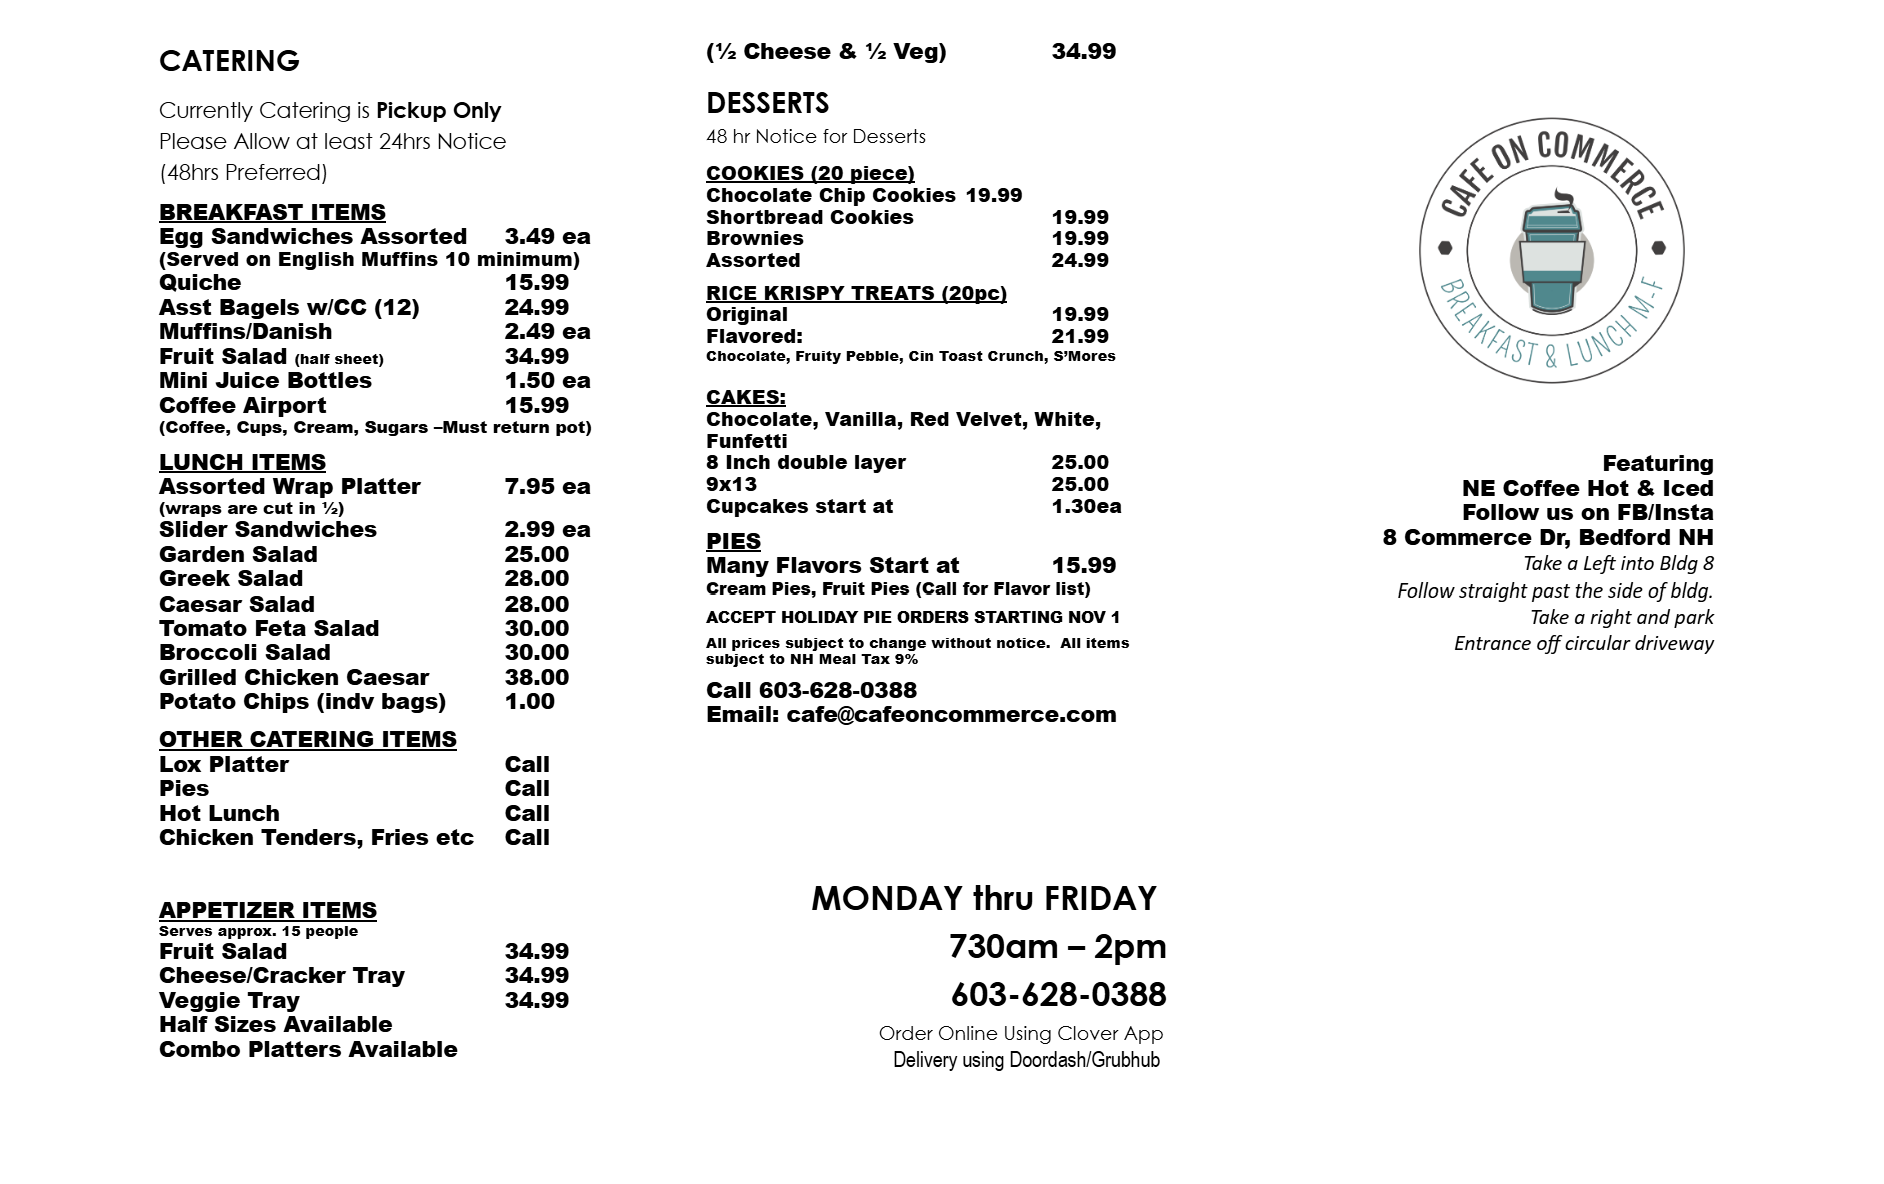 CATERING
Currently Catering is Pickup Only
Please Allow at least 24hrs Notice
(48hrs Preferred)
BREAKFAST ITEMS
Egg Sandwiches Assorted 3.49 ea
(Served on English Muffins 10 minimum)
Quiche 15.99
Asst Bagels w/CC (12) 24.99
Muffins/Danish 2.49 ea
Fruit Salad (half sheet) 34.99
Mini Juice Bottles 1.50 ea
Coffee Airport 15.99
(Coffee, Cups, Cream, Sugars –Must return pot)
LUNCH ITEMS
Assorted Wrap Platter 7.95 ea
(wraps are cut in ½)
Slider Sandwiches 2.99 ea
Garden Salad 25.00
Greek Salad 28.00
Caesar Salad 28.00
Tomato Feta Salad 30.00
Broccoli Salad 30.00
Grilled Chicken Caesar 38.00
Potato Chips (indv bags) 1.00
OTHER CATERING ITEMS
Lox Platter Call
Pies Call
Hot Lunch Call
Chicken Tenders, Fries etc Call
APPETIZER ITEMS
Serves approx. 15 people
Fruit Salad 34.99
Cheese/Cracker Tray 34.99
Veggie Tray 34.99
Half Sizes Available
Combo Platters Available
(½ Cheese & ½ Veg) 34.99
DESSERTS
48 hr Notice for Desserts
COOKIES (20 piece)
Chocolate Chip Cookies 19.99
Shortbread Cookies 19.99
Brownies 19.99
Assorted 24.99
RICE KRISPY TREATS (20pc)
Original 19.99
Flavored: 21.99
Chocolate, Fruity Pebble, Cin Toast Crunch, S’Mores
CAKES:
Chocolate, Vanilla, Red Velvet, White,
Funfetti
8 Inch double layer 25.00
9x13 25.00
Cupcakes start at 1.30ea
PIES
Many Flavors Start at 15.99
Cream Pies, Fruit Pies (Call for Flavor list)
ACCEPT HOLIDAY PIE ORDERS STARTING NOV 1
All prices subject to change without notice. All items
subject to NH Meal Tax 9%
Call 603-628-0388
Email: cafe@cafeoncommerce.com
MONDAY thru FRIDAY
730am – 2pm
603-628-0388
Order Online Using Clover App
Delivery using Doordash/Grubhub
CAFE ON COMMERCE
BREAKFAST & LUNCH M-F
Featuring
NE Coffee Hot & Iced
Follow us on FB/Insta
8 Commerce Dr, Bedford NH
Take a Left into Bldg 8
Follow straight past the side of bldg.
Take a right and park
Entrance off circular driveway